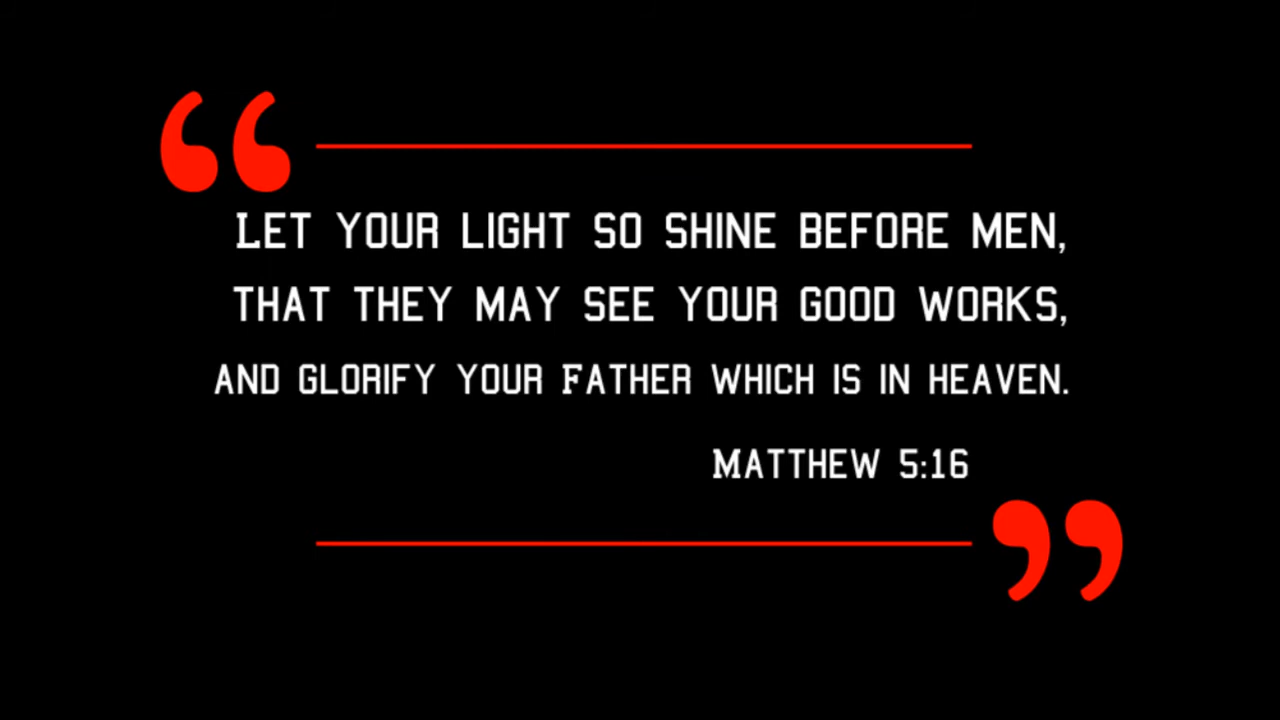 “
LET YOUR LIGHT SO SHINE BEFORE MEN,
THAT THEY MAY SEE YOUR GOOD WORKS,
AND GLORIFY YOUR FATHER WHICH IS IN HEAVEN.
MATTHEW 5:16
”